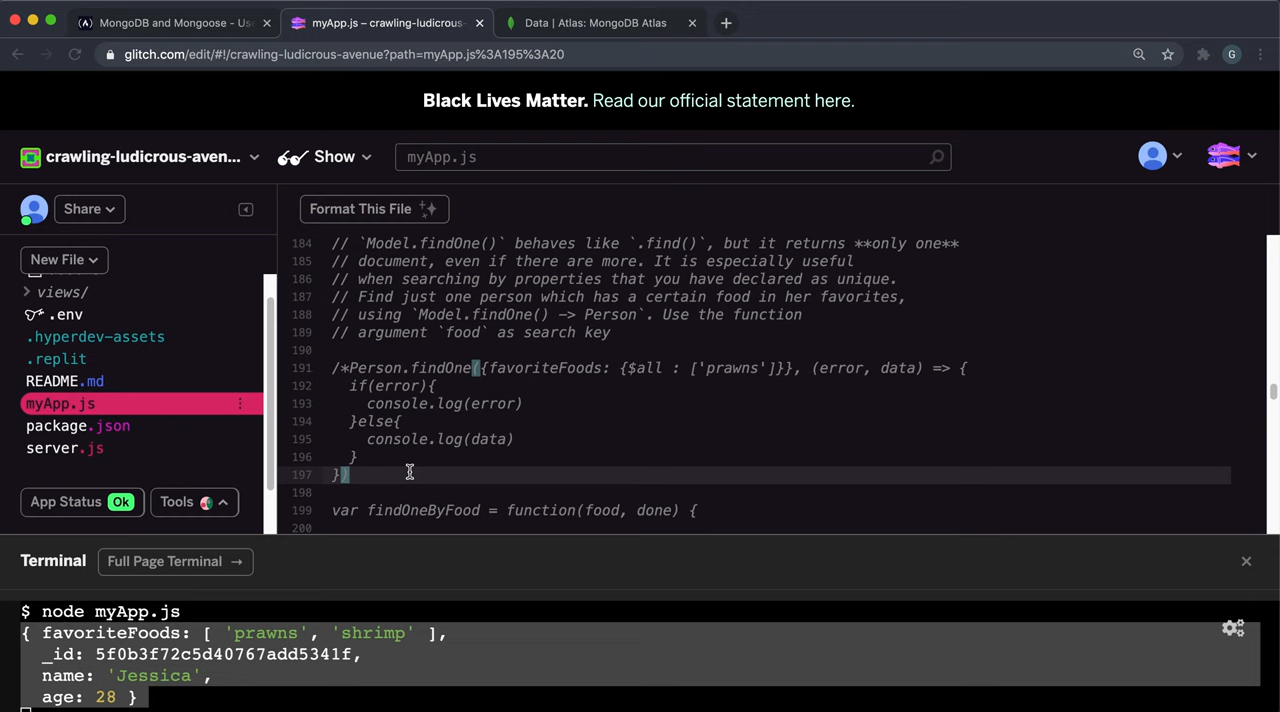 MongoDB and Mongoose - Use
myApp.js – crawling-ludicrous-
Data | Atlas: MongoDB Atlas
glitch.com/edit/#!/crawling-ludicrous-avenue?path=myApp.js%3A195%3A20
G
Black Lives Matter. Read our official statement here.
crawling-ludicrous-aven...
Show
myApp.js
Share
Format This File
New File
views/
.env
.hyperdev-assets
.replit
README.md
myApp.js
package.json
server.js
App Status Ok
Tools
184 // `Model.findOne()` behaves like `.find()`, but it returns **only one**
185 // document, even if there are more. It is especially useful
186 // when searching by properties that you have declared as unique.
187 // Find just one person which has a certain food in her favorites,
188 // using `Model.findOne() -> Person`. Use the function
189 // argument `food` as search key
190
191 /*Person.findOne({favoriteFoods: {$all : ['prawns']}}, (error, data) => {
192 if(error){
193 console.log(error)
194 }else{
195 console.log(data)
196 }
197 })
198
199 var findOneByFood = function(food, done) {
200
Terminal
Full Page Terminal →
$ node myApp.js
{ favoriteFoods: [ 'prawns', 'shrimp' ],
_id: 5f0b3f72c5d40767add5341f,
name: 'Jessica',
age: 28 }